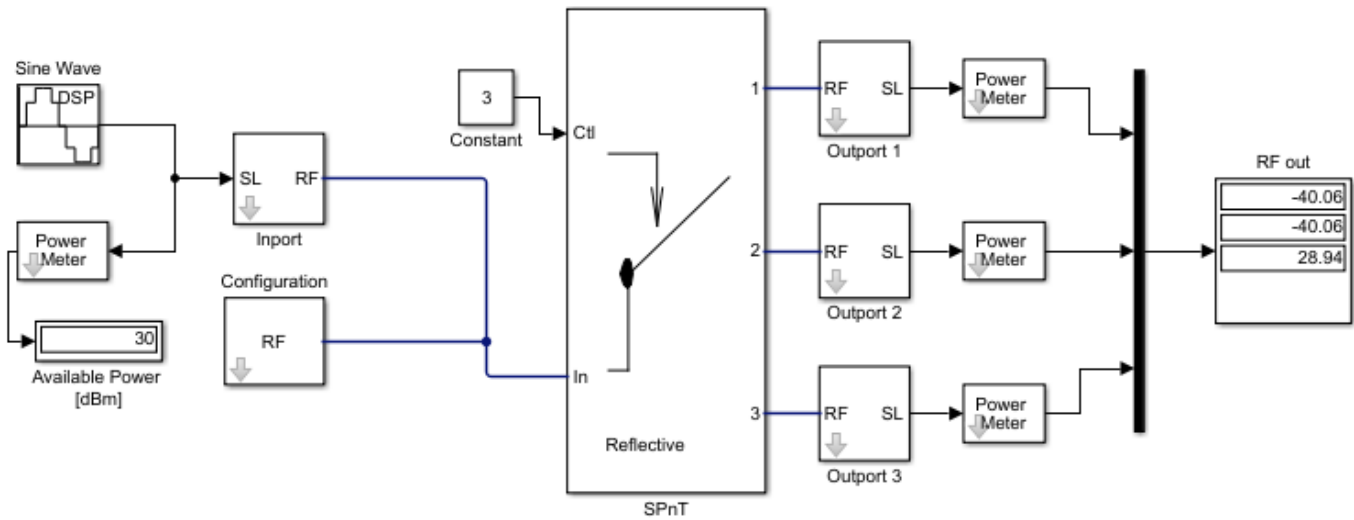 Sine Wave
DSP
Power
Meter
30
Available Power
[dBm]
SL
RF
Inport
Configuration
RF
3
Constant
Ctl
In
Reflective
SPnT
1
2
3
RF
SL
Outport 1
Power
Meter
RF
SL
Outport 2
Power
Meter
RF
SL
Outport 3
Power
Meter
RF out
-40.06
-40.06
28.94